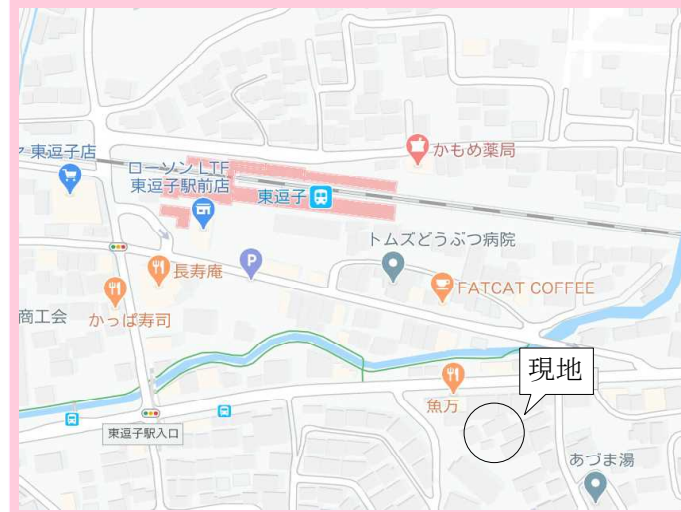 かもめ薬局
ヤ 東逗子店
ローソン LTF
東逗子駅前店
東逗子
トムズどうぶつ病院
長寿庵
P
FATCAT COFFEE
商工会
かっぱ寿司
現地
魚万
東逗子駅入口
あづま湯